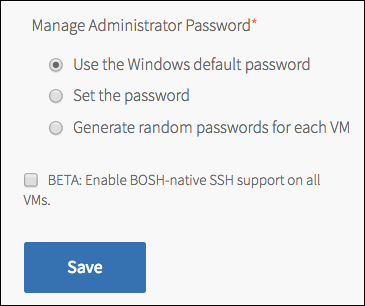 Manage Administrator Password*
Use the Windows default password
Set the password
Generate random passwords for each VM
BETA: Enable BOSH-native SSH support on all
VMs.
Save